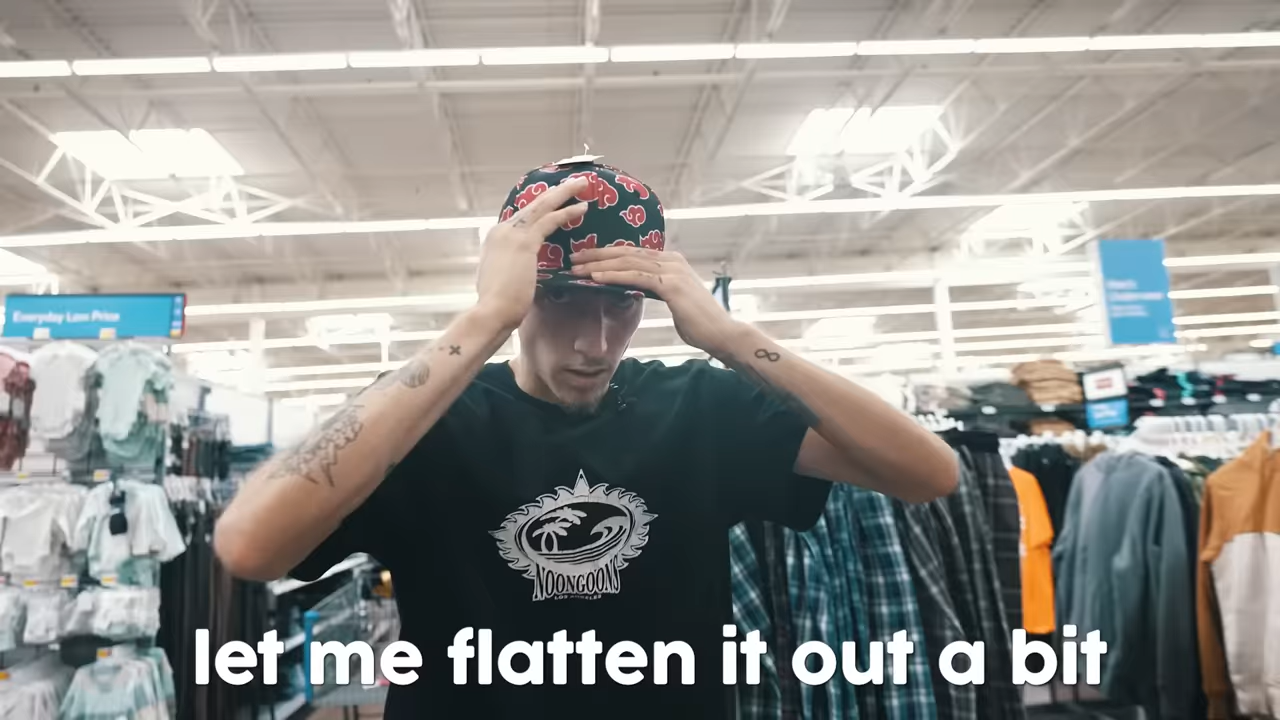 Everyday Low Price
NOONGOONS
LOS ANGELES
let me flatten it out a bit